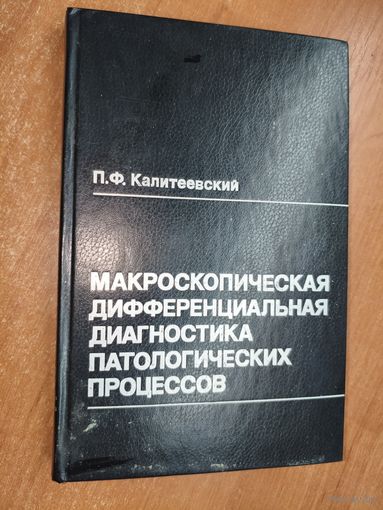 П.Ф. Калитеевский
МАКРОСКОПИЧЕСКАЯ
ДИФФЕРЕНЦИАЛЬНАЯ
ДИАГНОСТИКА
ПАТОЛОГИЧЕСКИХ
ПРОЦЕССОВ